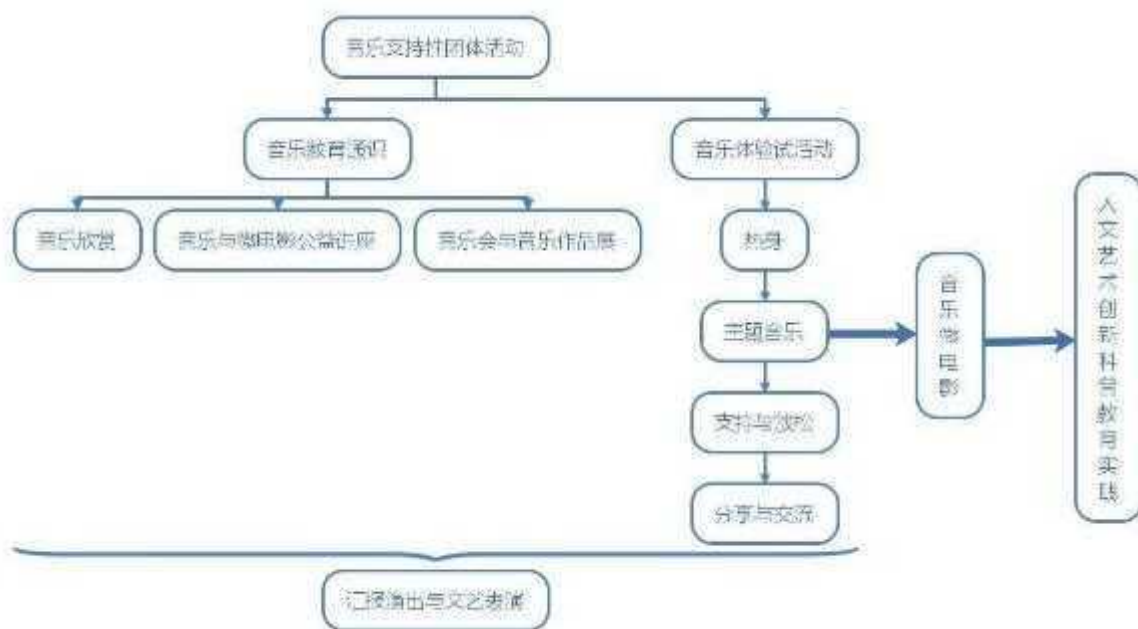 音乐支持性团体活动
音乐教育通识
音乐体验试活动
音乐欣赏
音乐与微电影公益讲座
音乐会与音乐作品展
热身
主题音乐
支持与放松
分享与交流
音乐微电影
人文艺术创新科普教育实践
汇报演出与文艺表演